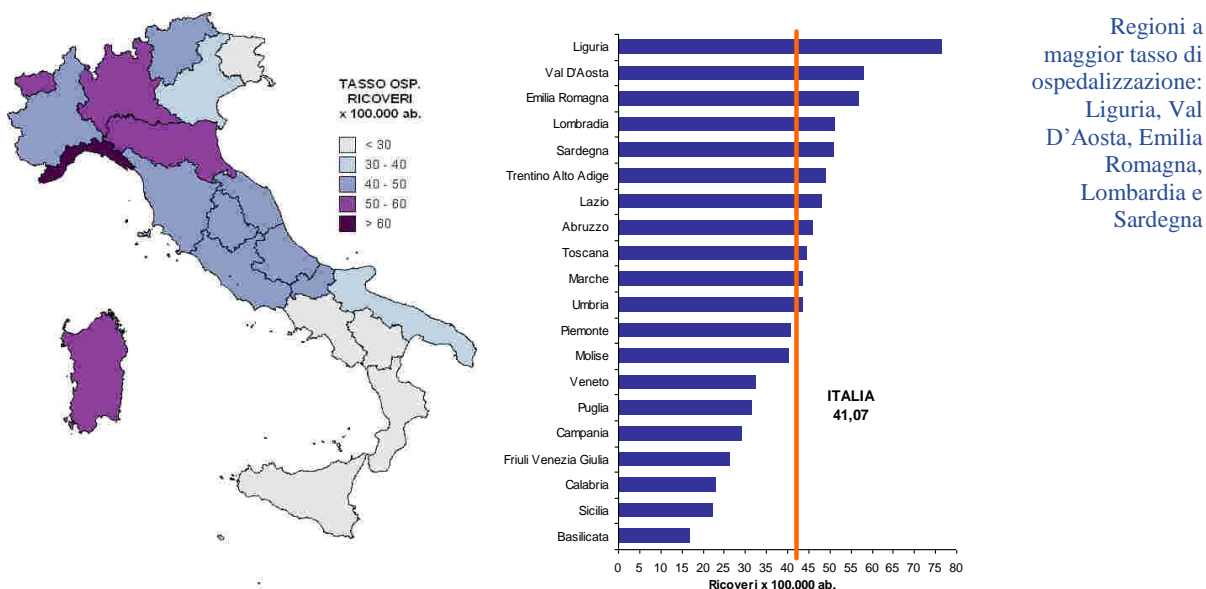 TASSO OSP.
RICOVERI
x 100.000 ab.
< 30
30 - 40
40 - 50
50 - 60
> 60
Liguria
Val D'Aosta
Emilia Romagna
Lombradia
Sardegna
Trentino Alto Adige
Lazio
Abruzzo
Toscana
Marche
Umbria
Piemonte
Molise
Veneto
Puglia
Campania
Friuli Venezia Giulia
Calabria
Sicilia
Basilicata
ITALIA
41,07
0 5 10 15 20 25 30 35 40 45 50 55 60 65 70 75 80
Ricoveri x 100.000 ab.
Regioni a
maggior tasso di
ospedalizzazione:
Liguria, Val
D’Aosta, Emilia
Romagna,
Lombardia e
Sardegna